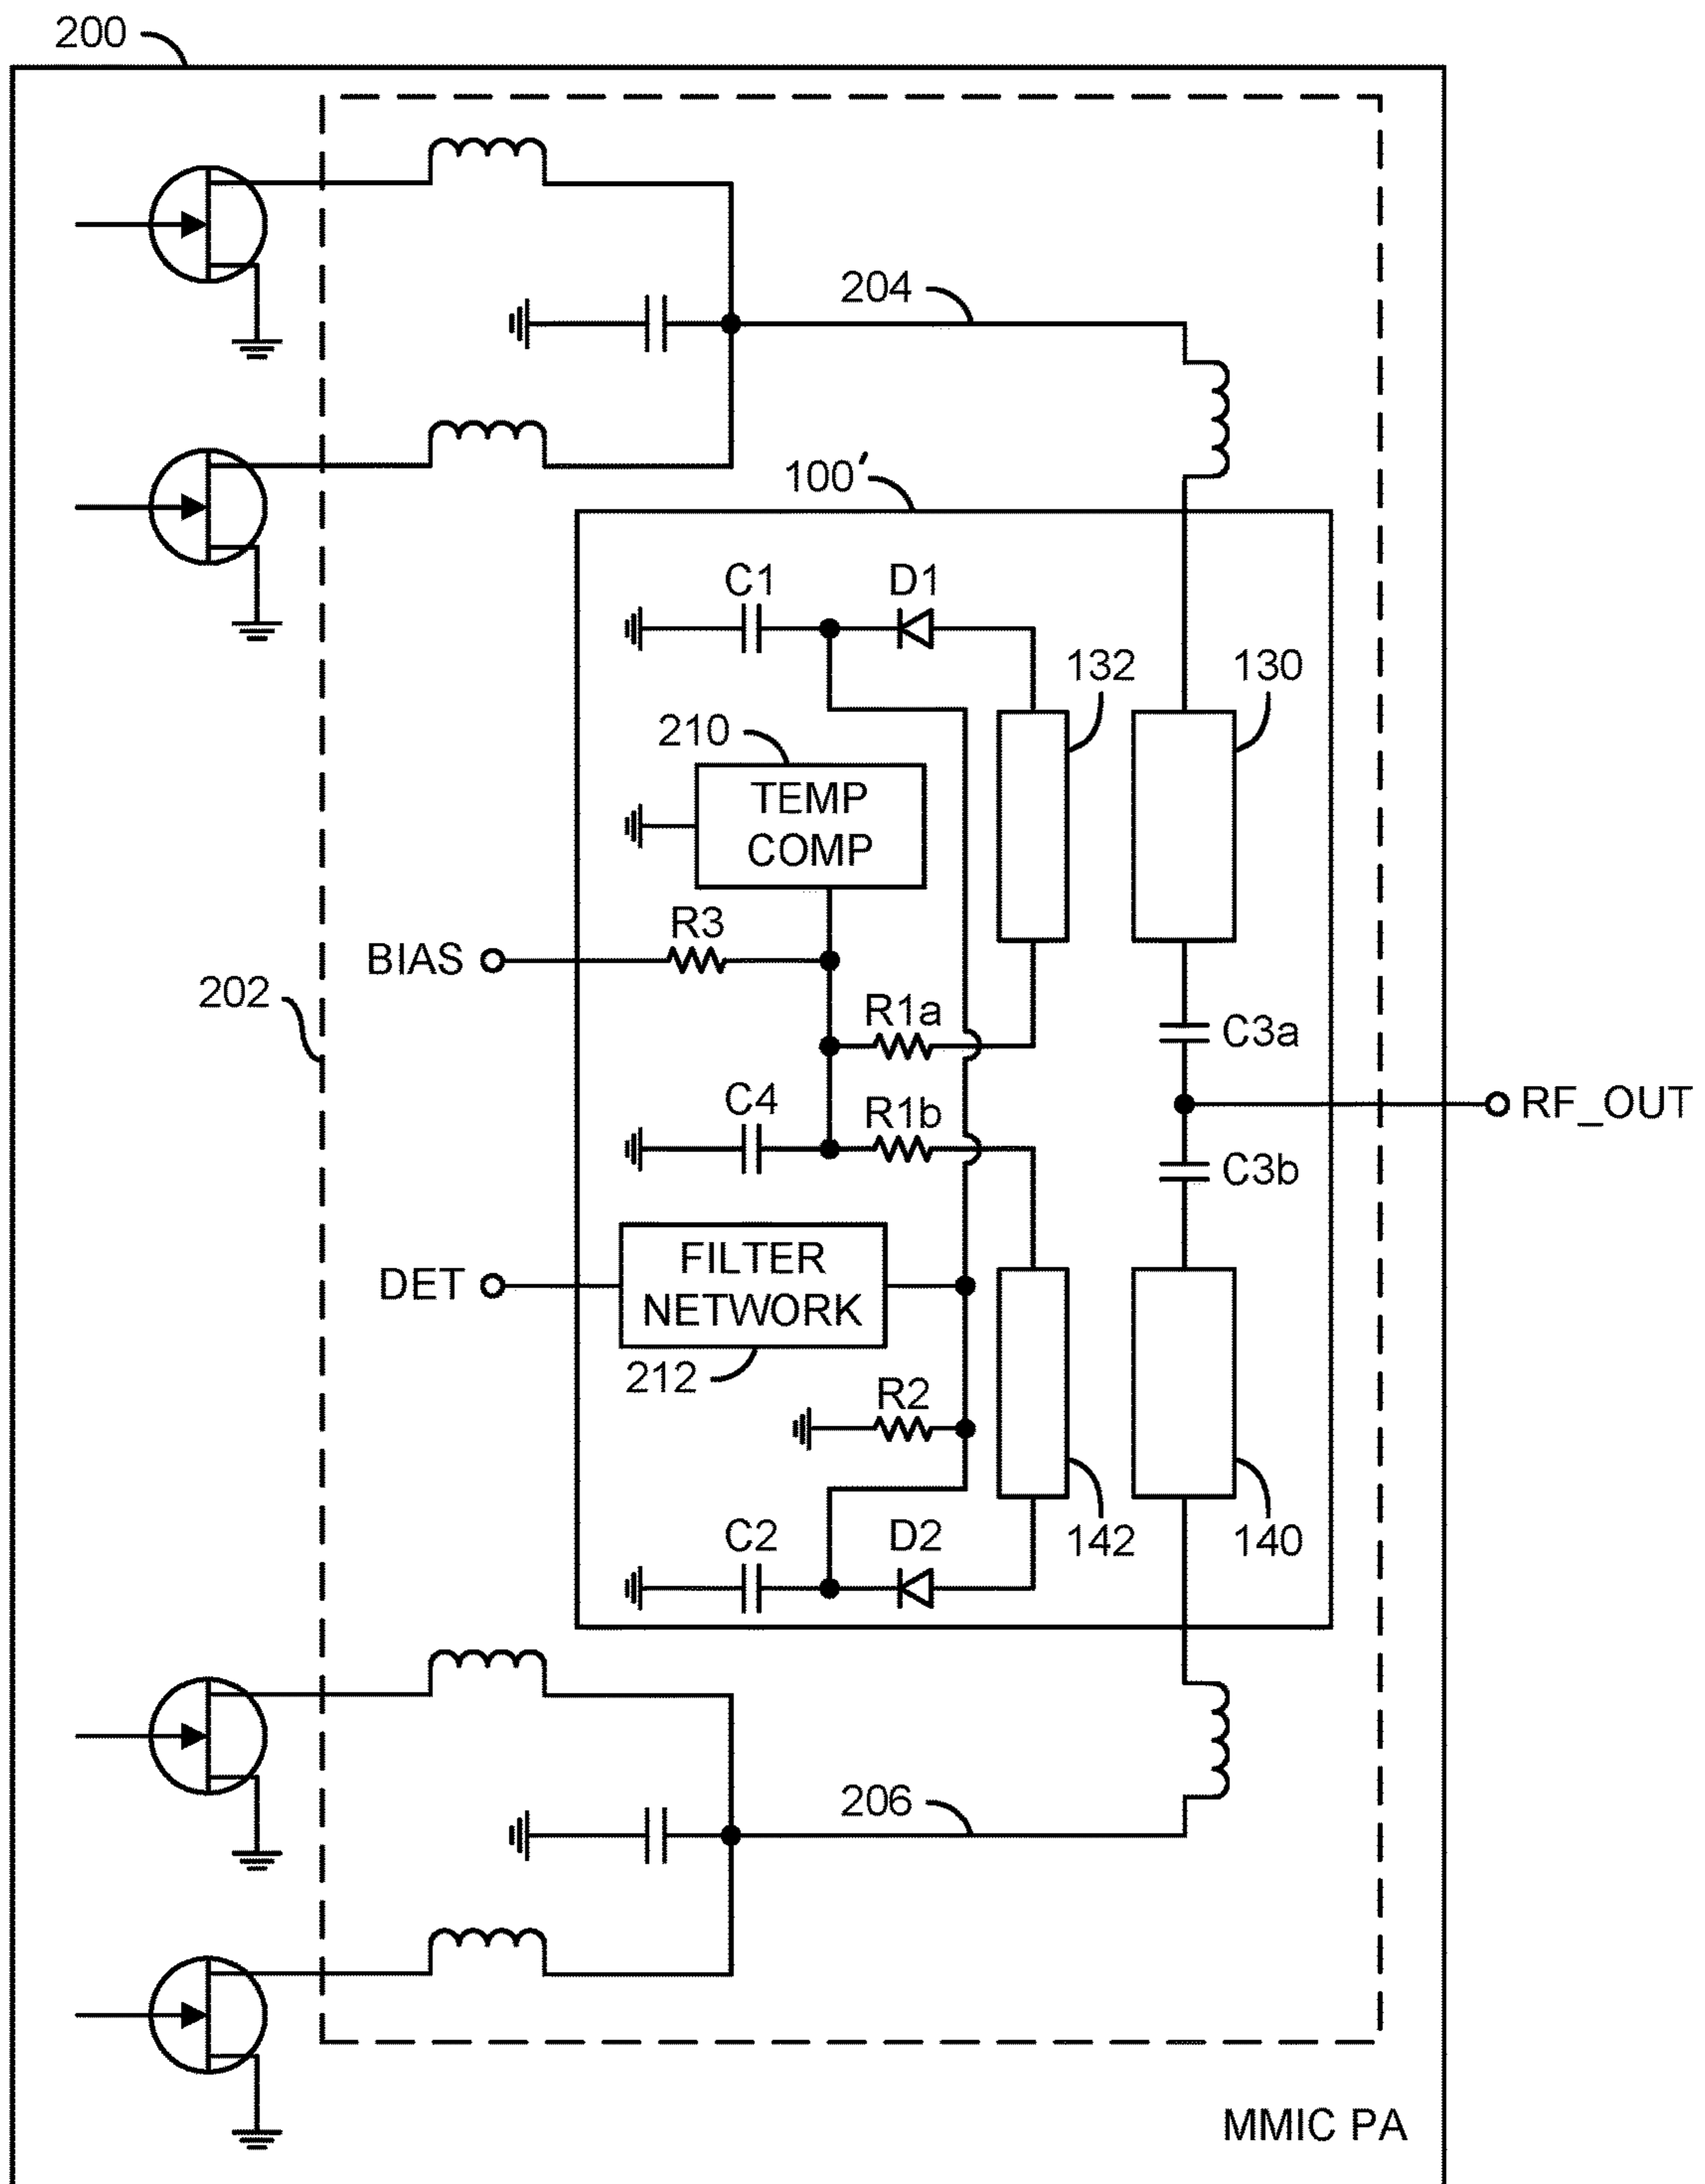 200
204
100′
C1
D1
132
130
210
TEMP
COMP
R3
BIAS
202
R1a
C3a
C4
R1b
RF_OUT
C3b
FILTER
NETWORK
DET
212
R2
C2
D2
142
140
206
MMIC PA